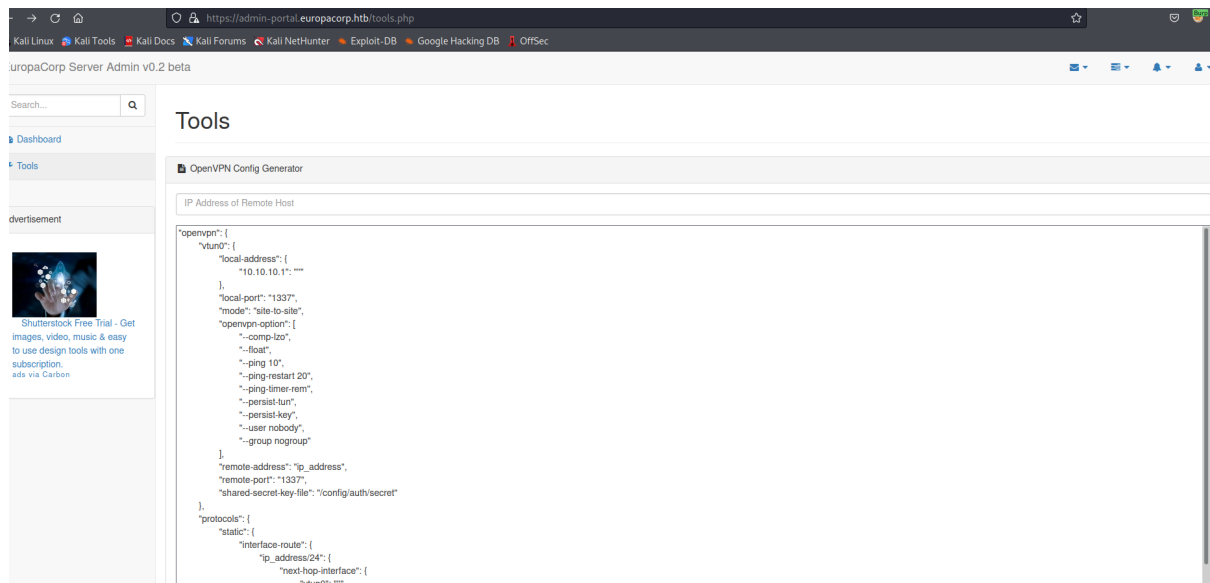 https://admin-portal.europacorp.htb/tools.php
Kali Linux Kali Tools Kali Docs Kali Forums Kali NetHunter Exploit-DB Google Hacking DB OffSec
uropaCorp Server Admin v0.2 beta
Search...
Dashboard
Tools
dvertisement
Shutterstock Free Trial - Get
images, video, music & easy
to use design tools with one
subscription.
ads via Carbon
Tools
OpenVPN Config Generator
IP Address of Remote Host
"openvpn": {
"vtun0": {
"local-address": {
"10.10.10.1": """
},
"local-port": "1337",
"mode": "site-to-site",
"openvpn-option": [
"--comp-lzo",
"--float",
"--ping 10",
"--ping-restart 20",
"--ping-timer-rem",
"--persist-tun",
"--persist-key",
"--user nobody",
"--group nogroup"
],
"remote-address": "ip_address",
"remote-port": "1337",
"shared-secret-key-file": "/config/auth/secret"
},
"protocols": {
"static": {
"interface-route": {
"ip_address/24": {
"next-hop-interface": {
"vtun0": """